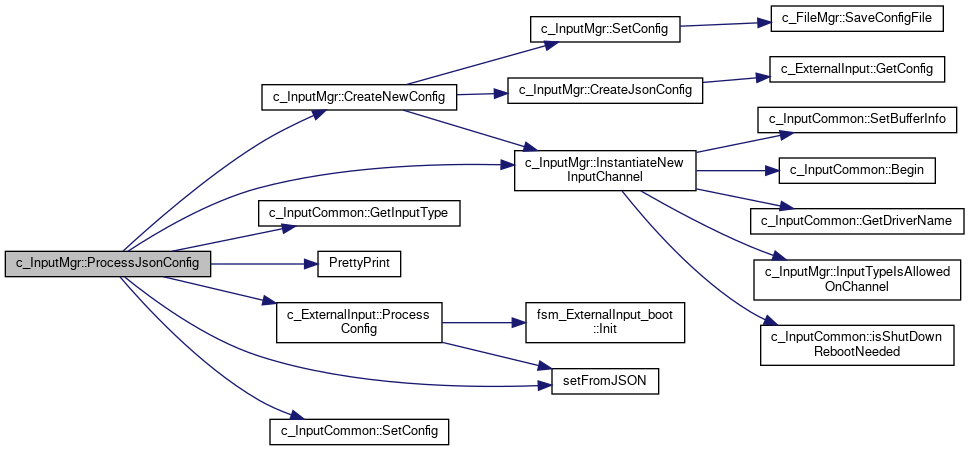 c_InputMgr::ProcessJsonConfig
c_InputMgr::CreateNewConfig
c_InputCommon::GetInputType
PrettyPrint
c_ExternalInput::Process
Config
c_InputCommon::SetConfig
c_InputMgr::SetConfig
c_InputMgr::CreateJsonConfig
c_InputMgr::InstantiateNew
InputChannel
fsm_ExternalInput_boot
::Init
setFromJSON
c_FileMgr::SaveConfigFile
c_ExternalInput::GetConfig
c_InputCommon::SetBufferInfo
c_InputCommon::Begin
c_InputCommon::GetDriverName
c_InputMgr::InputTypeIsAllowed
OnChannel
c_InputCommon::isShutDown
RebootNeeded